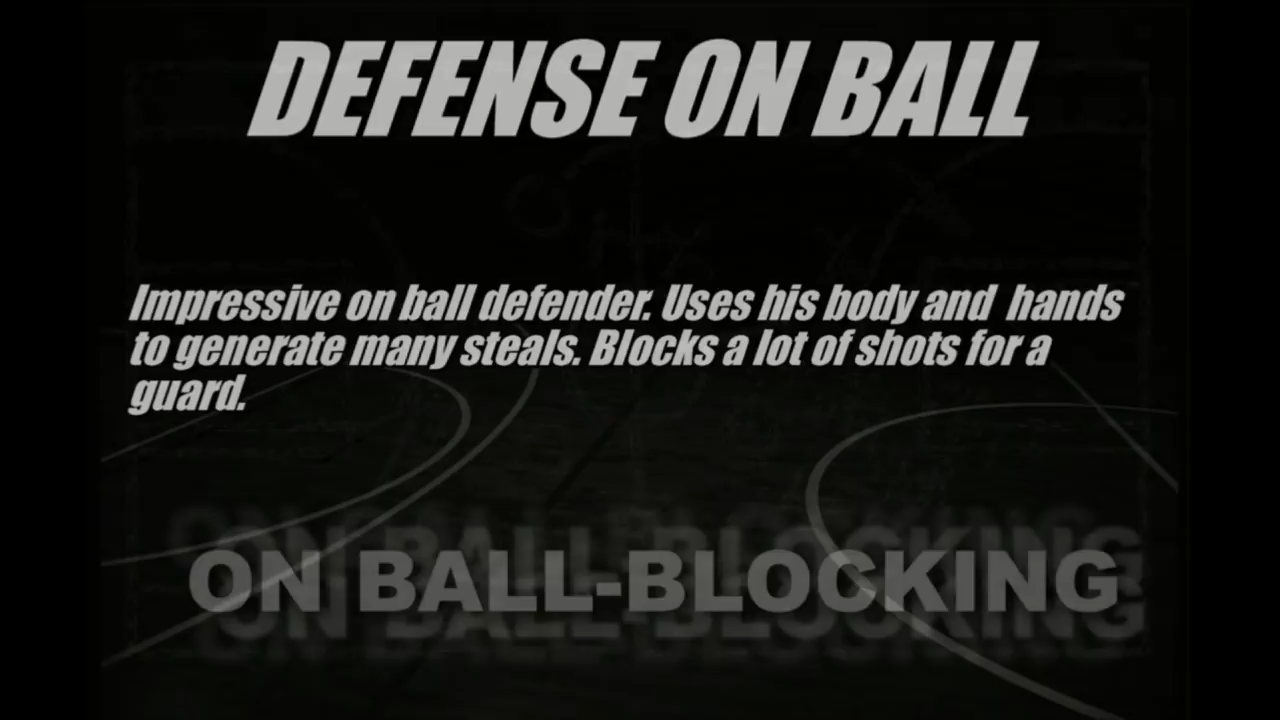 DEFENSE ON BALL
Impressive on ball defender. Uses his body and hands
to generate many steals. Blocks a lot of shots for a
guard.
ON BALL-BLOCKING